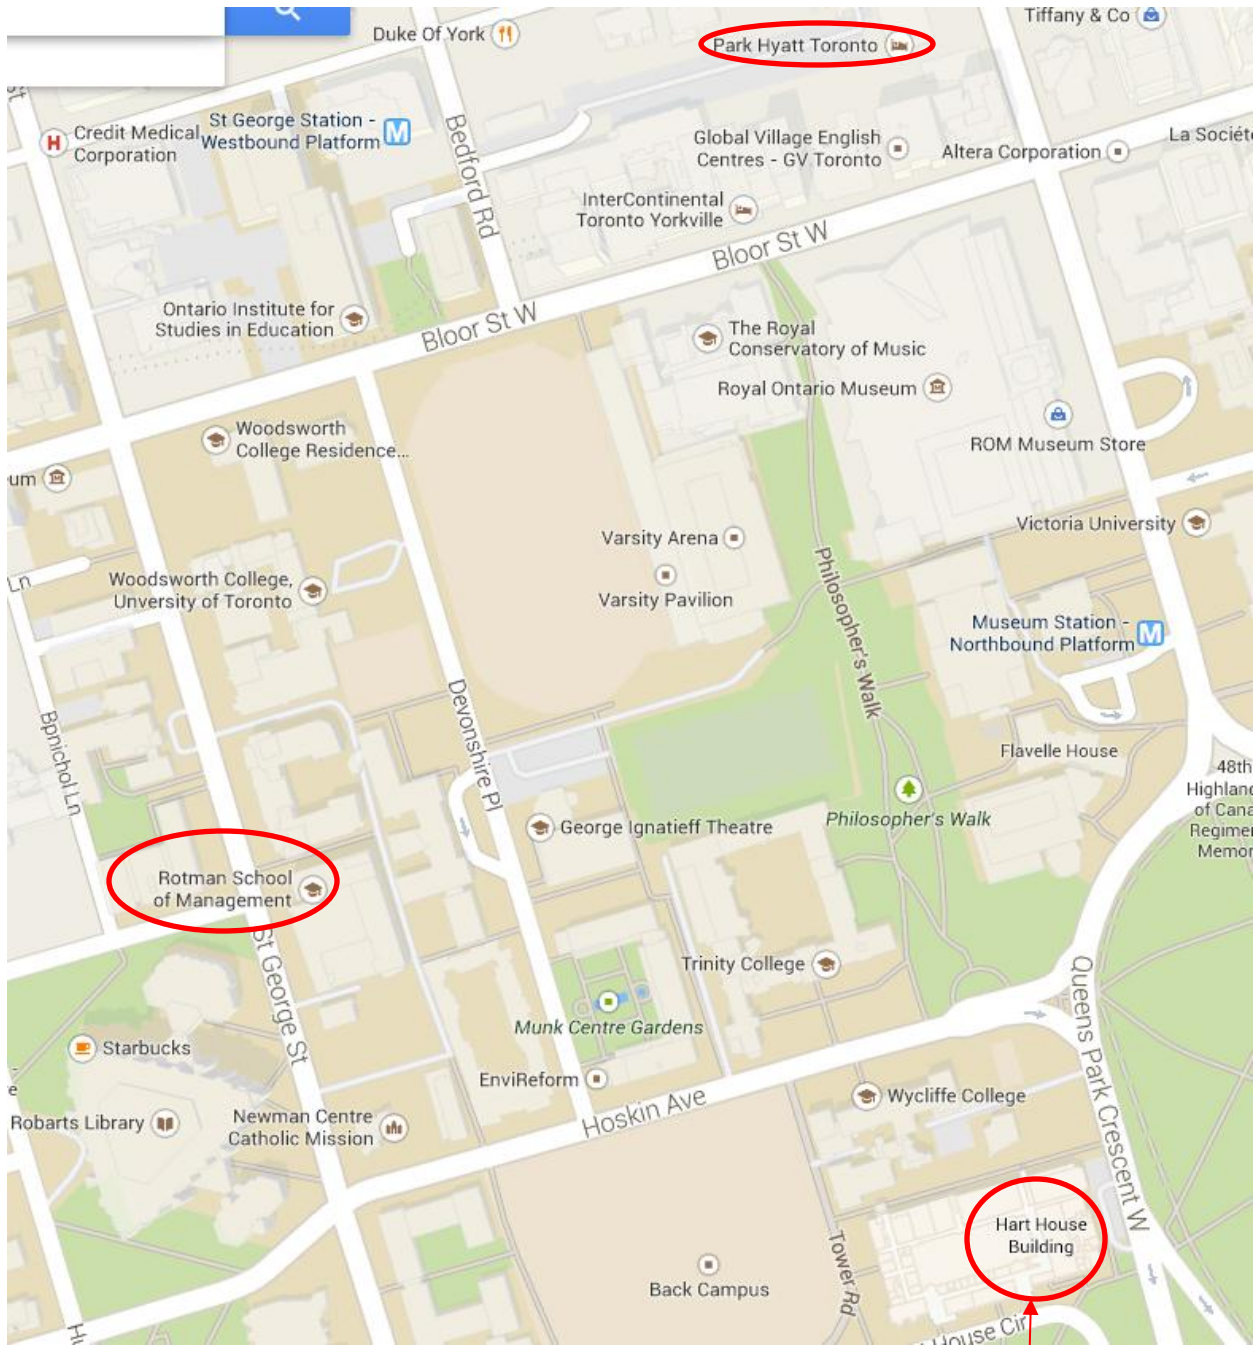 Duke Of York
Park Hyatt Toronto
Tiffany & Co
St
Credit Medical
Corporation
St George Station -
Westbound Platform
M
H
Bedford Rd
Global Village English
Centres - GV Toronto
Altera Corporation
La Société
InterContinental
Toronto Yorkville
Bloor St W
Ontario Institute for
Studies in Education
Bloor St W
The Royal
Conservatory of Music
Royal Ontario Museum
ROM Museum Store
Woodsworth
College Residence...
um
Victoria University
Varsity Arena
Varsity Pavilion
Philosopher's Walk
Ln
Woodsworth College,
Unversity of Toronto
Museum Station -
Northbound Platform
M
Bpnichol Ln
Devonshire Pl
Flavelle House
48th
Highland
of Cana
Regimen
Memor
Philosopher's Walk
George Ignatieff Theatre
Rotman School
of Management
St George St
Trinity College
Queens Park Crescent W
Munk Centre Gardens
Starbucks
EnviReform
Hoskin Ave
Wycliffe College
re
Robarts Library
Newman Centre
Catholic Mission
Hart House
Building
Tower Rd
Back Campus
House Cir
Hu